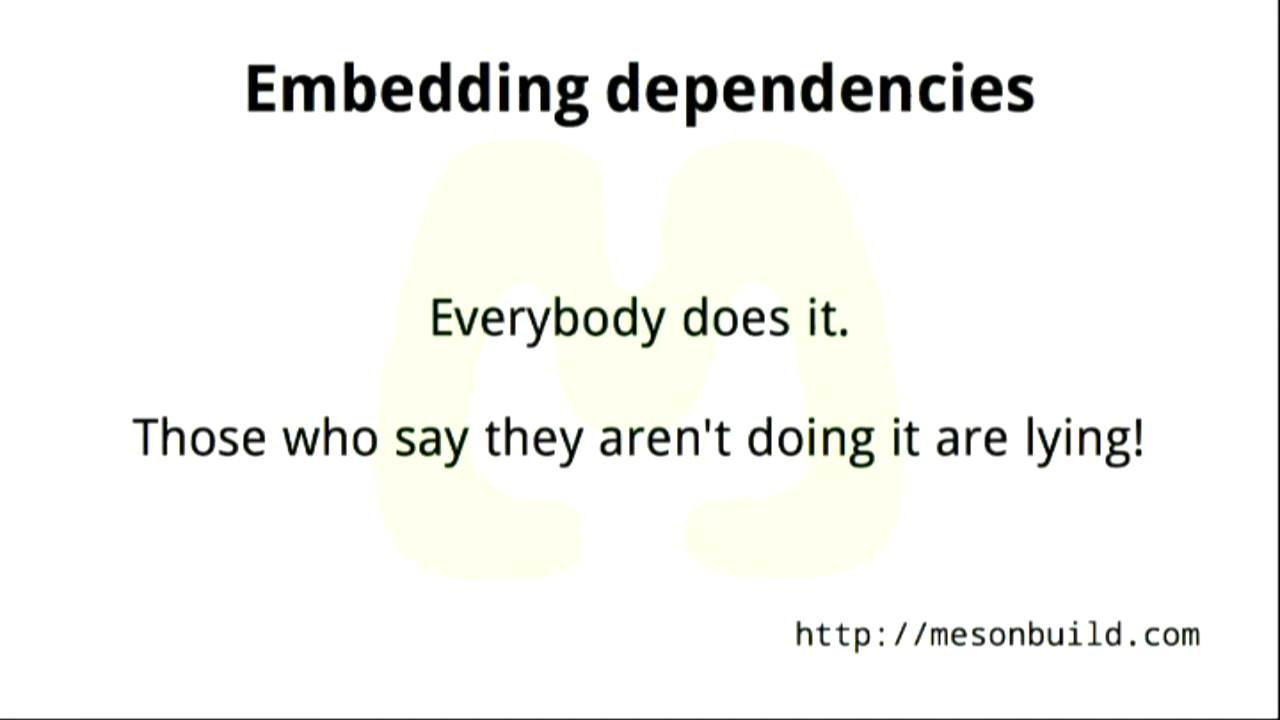 Embedding dependencies
Everybody does it.
Those who say they aren't doing it are lying!
http://mesonbuild.com